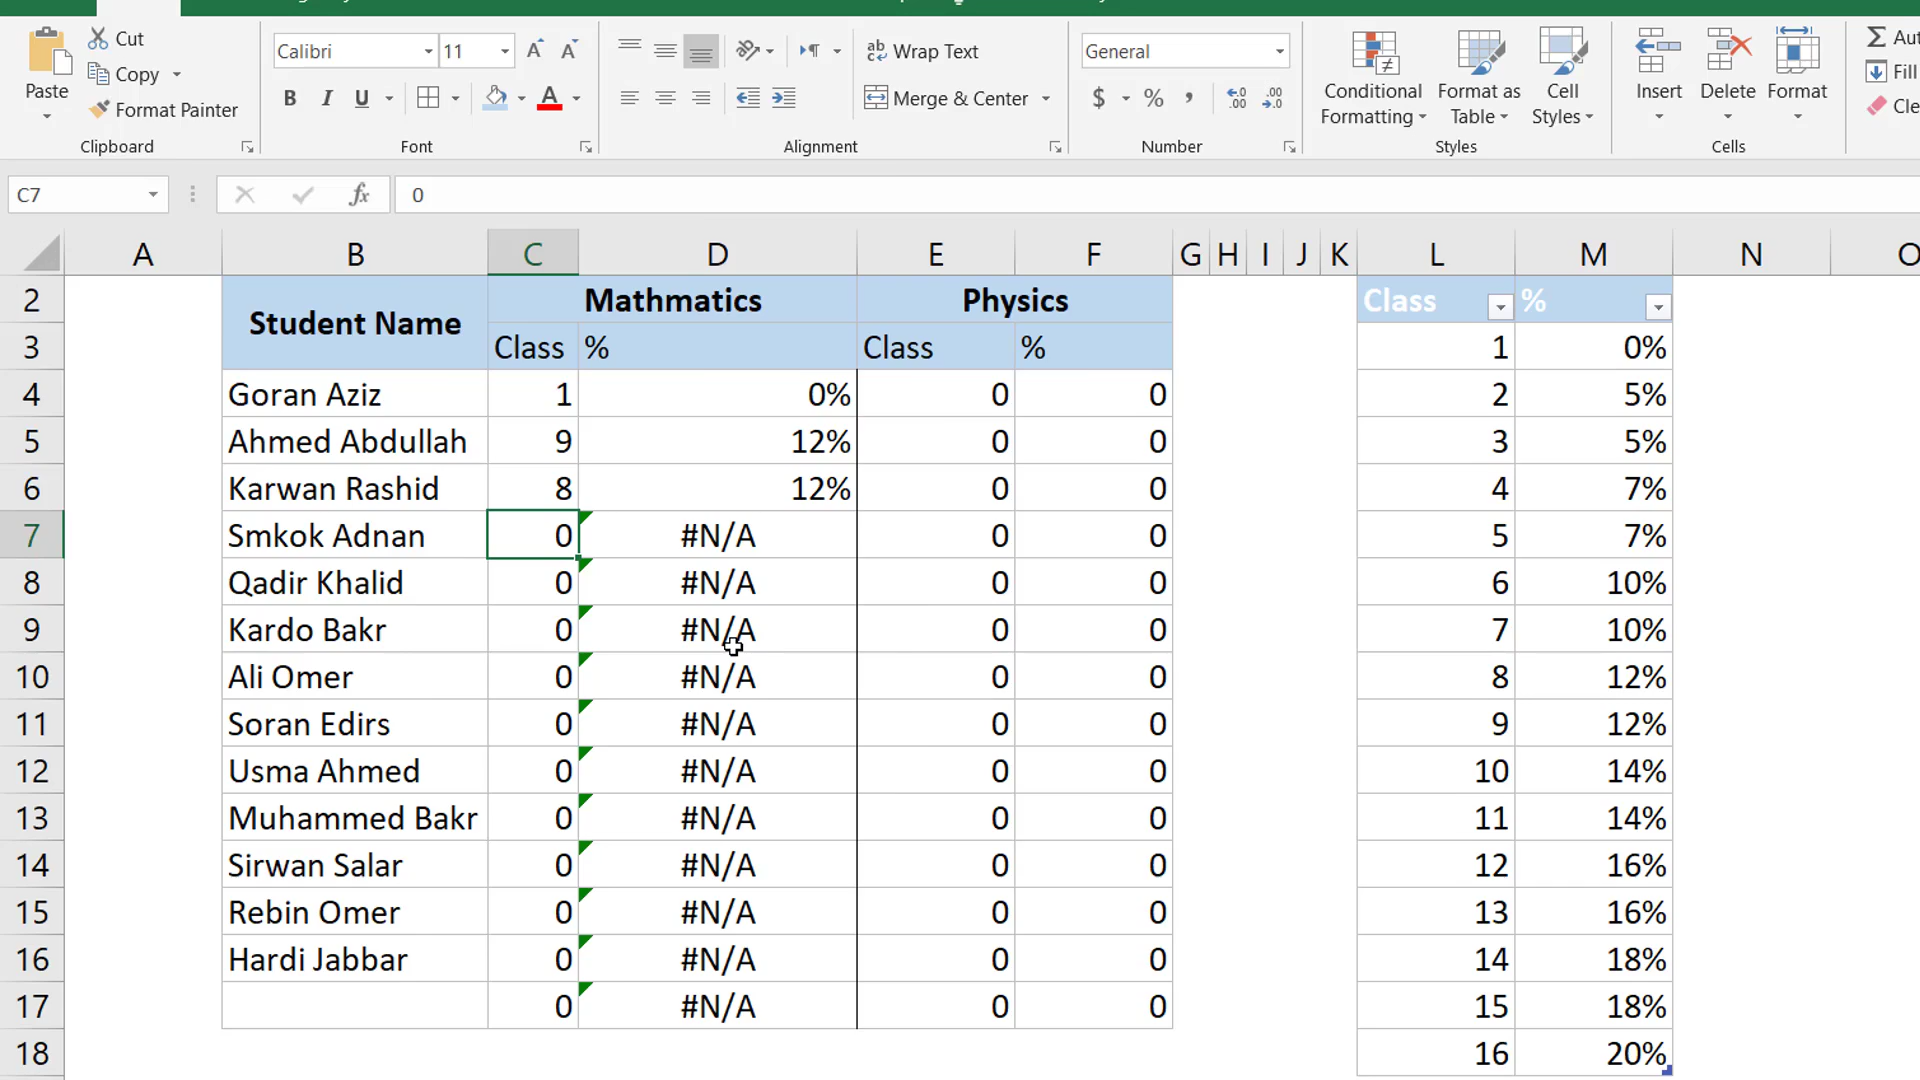 Cut
Copy
Format Painter
Paste
Clipboard
Calibri 11 A A
B I U A
Font
Wrap Text
Merge & Center
Alignment
General
$ % , .00 .00
Number
Conditional Formatting
Format as Table
Cell Styles
Styles
Insert Delete Format
Cells
Fill
C7 fx 0
A B C D E F G H I J K L M N O
2 Student Name Mathmatics Physics Class %
3 Class % Class % 1 0%
4 Goran Aziz 1 0% 0 0 2 5%
5 Ahmed Abdullah 9 12% 0 0 3 5%
6 Karwan Rashid 8 12% 0 0 4 7%
7 Smkok Adnan 0 #N/A 0 0 5 7%
8 Qadir Khalid 0 #N/A 0 0 6 10%
9 Kardo Bakr 0 #N/A 0 0 7 10%
10 Ali Omer 0 #N/A 0 0 8 12%
11 Soran Edirs 0 #N/A 0 0 9 12%
12 Usma Ahmed 0 #N/A 0 0 10 14%
13 Muhammed Bakr 0 #N/A 0 0 11 14%
14 Sirwan Salar 0 #N/A 0 0 12 16%
15 Rebin Omer 0 #N/A 0 0 13 16%
16 Hardi Jabbar 0 #N/A 0 0 14 18%
17 0 #N/A 0 0 15 18%
18 16 20%